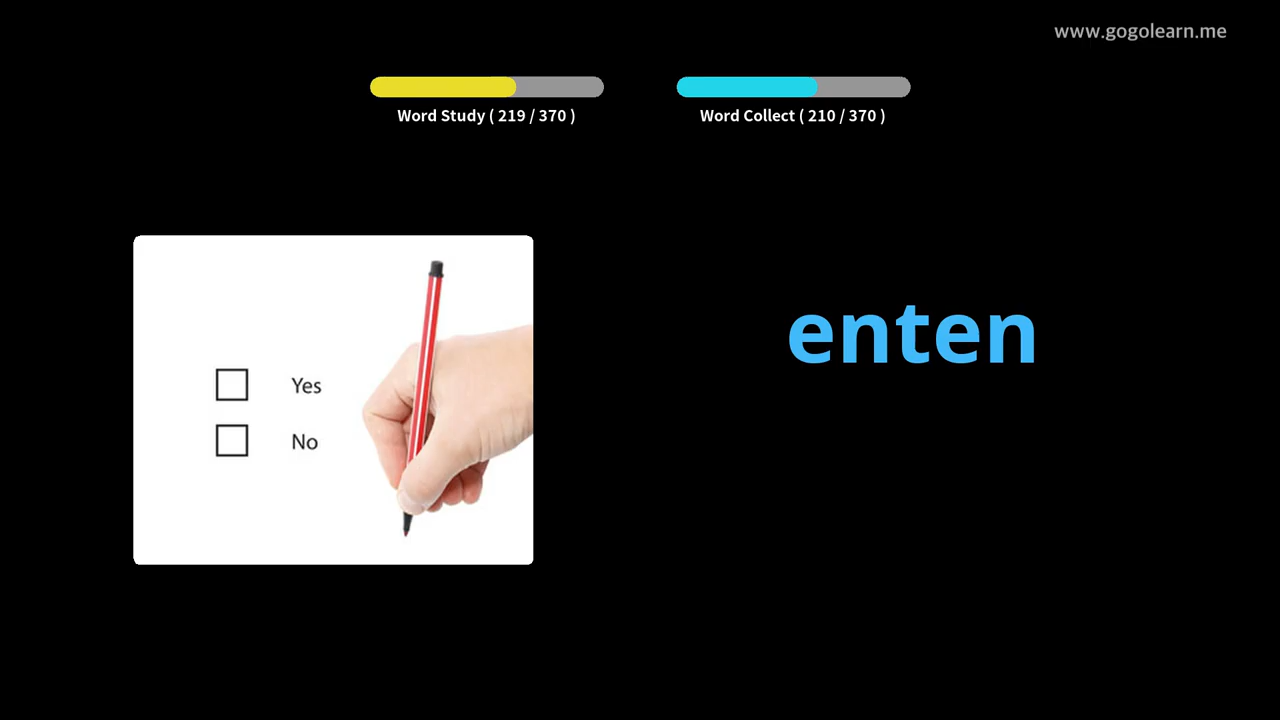 www.gogolearn.me
Word Study ( 219 / 370 )
Word Collect ( 210 / 370 )
Yes
No
enten